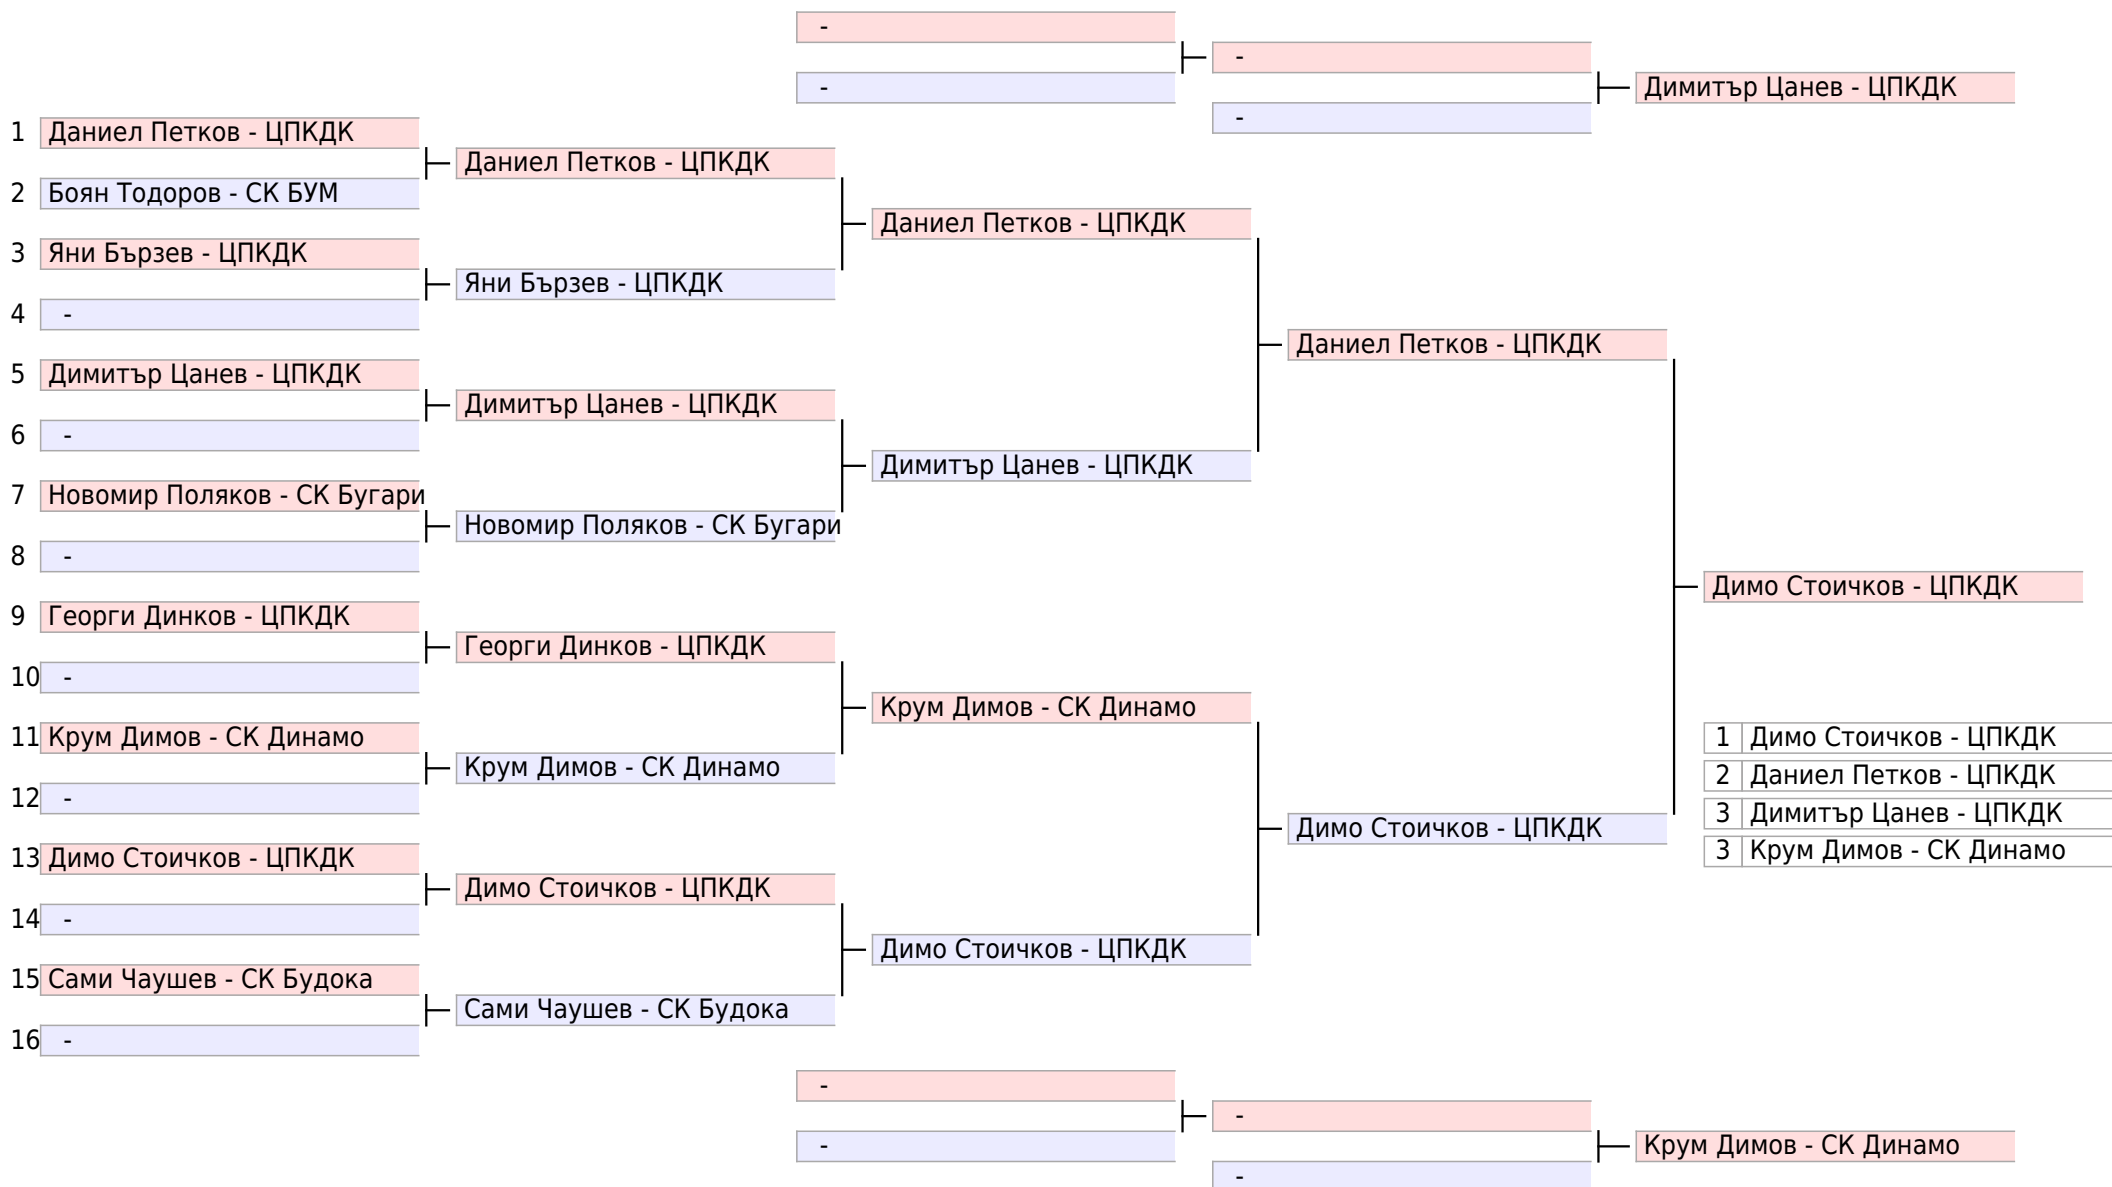 -
-
-
-
Димитър Цанев - ЦПКДК
1 Даниел Петков - ЦПКДК
2 Боян Тодоров - СК БУМ
3 Яни Бързев - ЦПКДК
4 -
5 Димитър Цанев - ЦПКДК
6 -
7 Новомир Поляков - СК Бугари
8 -
9 Георги Динков - ЦПКДК
10 -
11 Крум Димов - СК Динамо
12 -
13 Димо Стоичков - ЦПКДК
14 -
15 Сами Чаушев - СК Будока
16 -
Даниел Петков - ЦПКДК
Яни Бързев - ЦПКДК
Димитър Цанев - ЦПКДК
Новомир Поляков - СК Бугари
Георги Динков - ЦПКДК
Крум Димов - СК Динамо
Димо Стоичков - ЦПКДК
Сами Чаушев - СК Будока
Даниел Петков - ЦПКДК
Димитър Цанев - ЦПКДК
Крум Димов - СК Динамо
Димо Стоичков - ЦПКДК
Даниел Петков - ЦПКДК
Димо Стоичков - ЦПКДК
Димо Стоичков - ЦПКДК
1 Димо Стоичков - ЦПКДК
2 Даниел Петков - ЦПКДК
3 Димитър Цанев - ЦПКДК
3 Крум Димов - СК Динамо
-
-
-
-
Крум Димов - СК Динамо